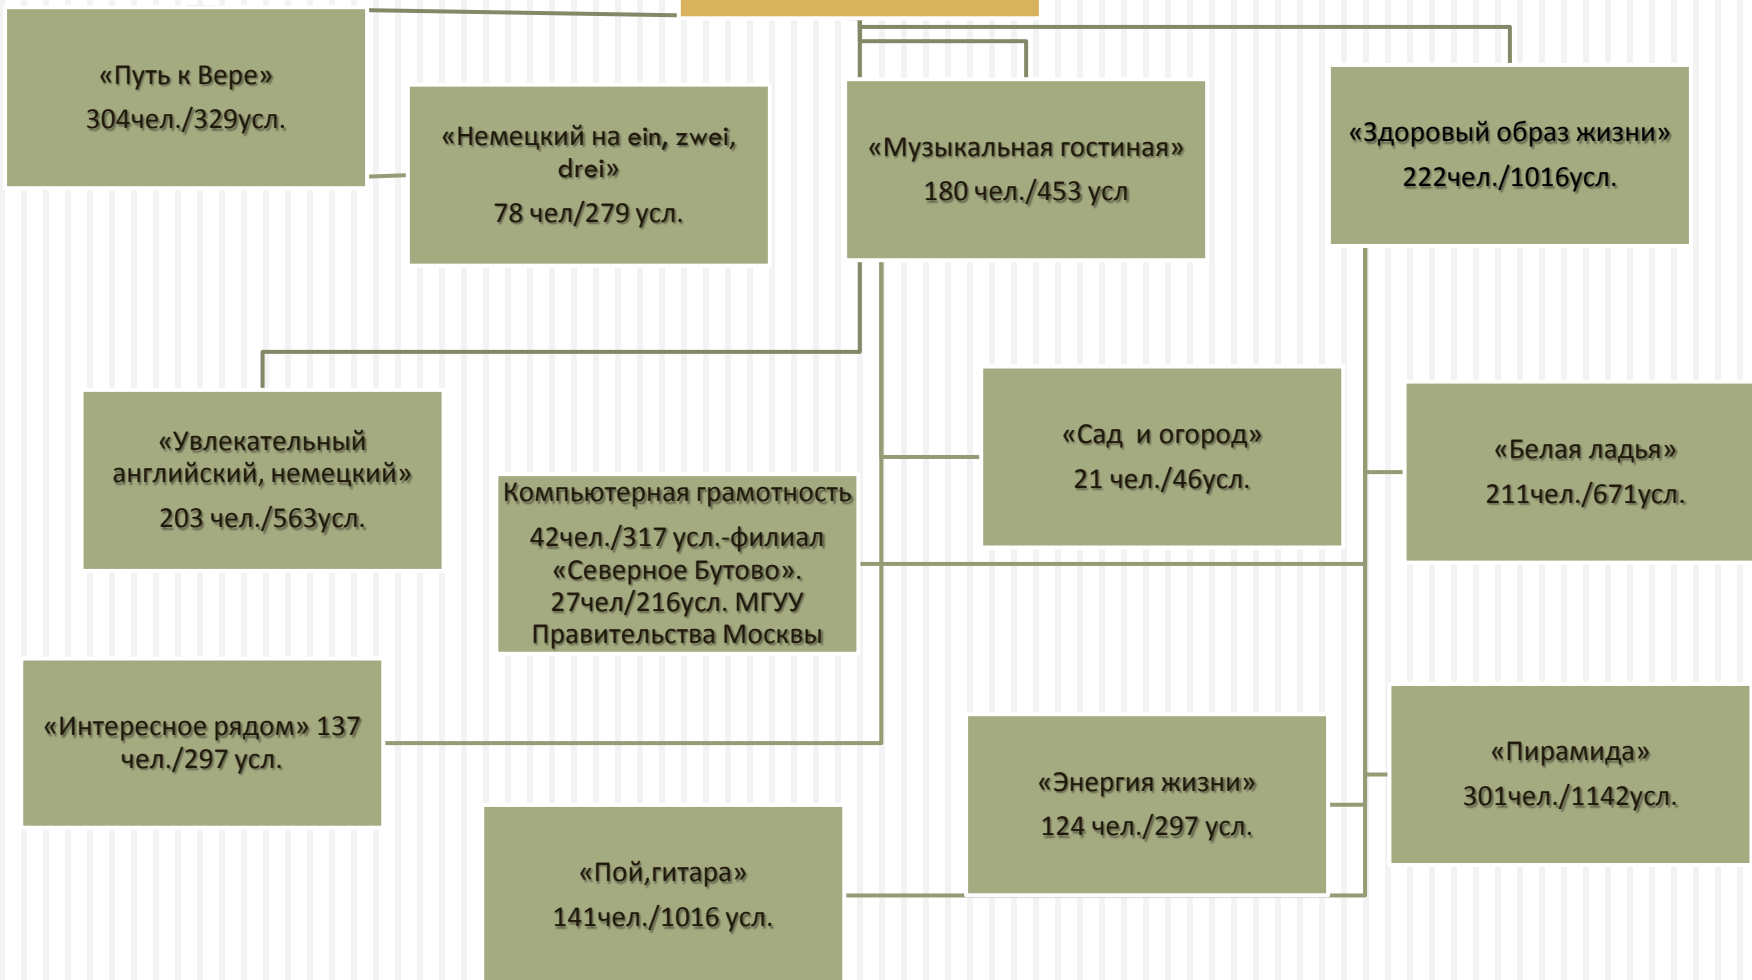 «Путь к Вере»
304чел./329усл.
«Немецкий на ein, zwei,
drei»
78 чел/279 усл.
«Музыкальная гостиная»
180 чел./453 усл
«Здоровый образ жизни»
222чел./1016усл.
«Увлекательный
английский, немецкий»
203 чел./563усл.
Компьютерная грамотность
42чел./317 усл.-филиал
«Северное Бутово».
27чел/216усл. МГУУ
Правительства Москвы
«Сад  и огород»
21 чел./46усл.
«Белая ладья»
211чел./671усл.
«Интересное рядом» 137
чел./297 усл.
«Пой,гитара»
141чел./1016 усл.
«Энергия жизни»
124 чел./297 усл.
«Пирамида»
301чел./1142усл.